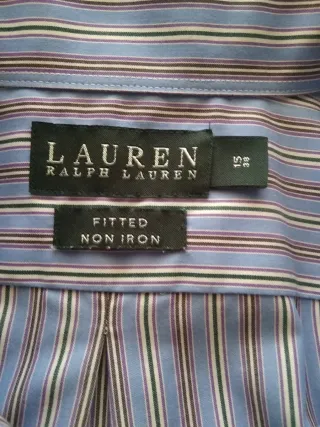 LAUREN
RALPH LAUREN
15
38
FITTED
NON IRON